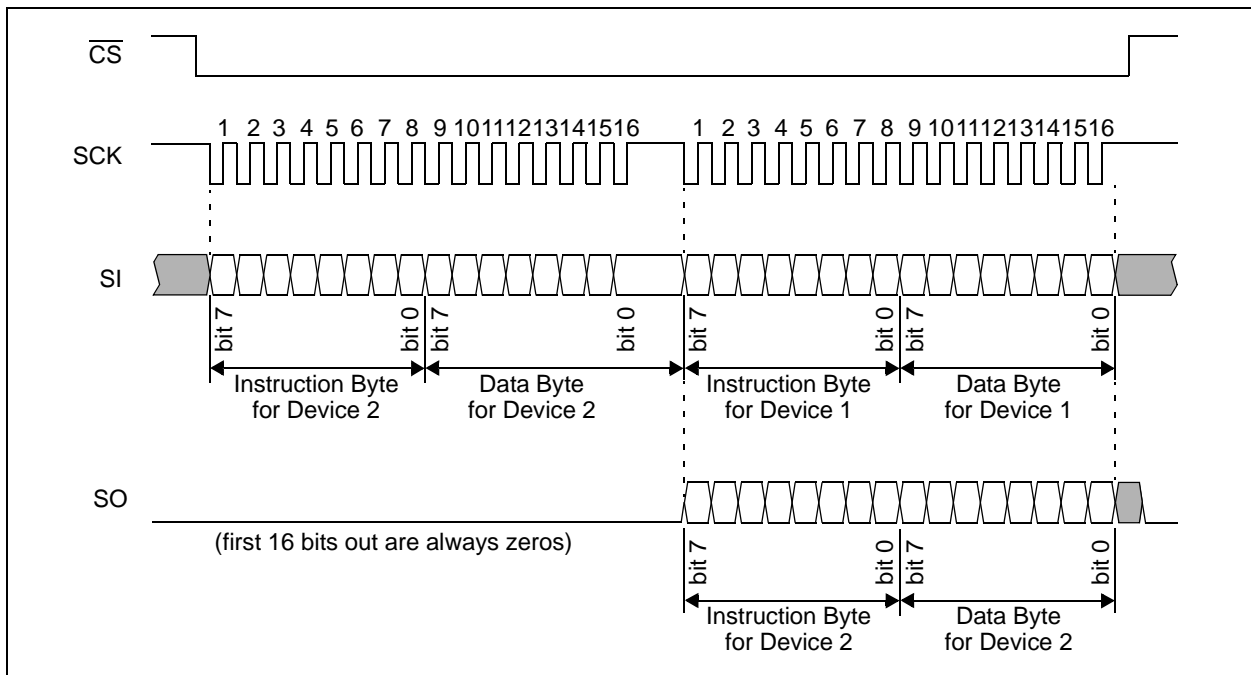 CS
1 2 3 4 5 6 7 8 9 10 11 12 13 14 15 16 1 2 3 4 5 6 7 8 9 10 11 12 13 14 15 16
SCK
SI
bit 7 bit 0 bit 7 bit 0 bit 7 bit 0 bit 7 bit 0
Instruction Byte Data Byte Instruction Byte Data Byte
for Device 2 for Device 2 for Device 1 for Device 1
SO
(first 16 bits out are always zeros)
bit 7 bit 0 bit 7 bit 0
Instruction Byte Data Byte
for Device 2 for Device 2